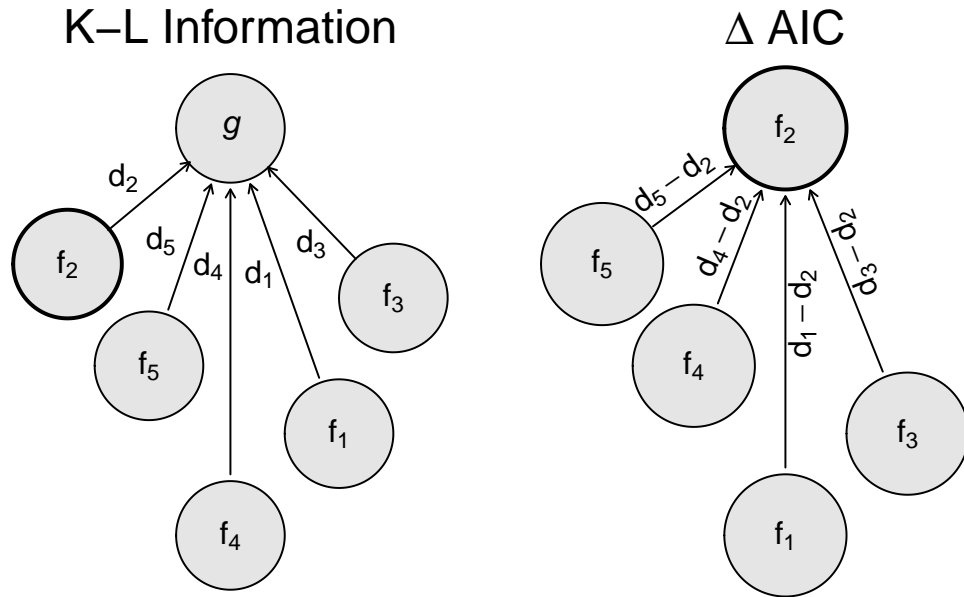 K–L Information
g
d₂
f₂
d₅
d₄
d₁
d₃
f₃
f₅
f₁
f₄
Δ AIC
f₂
d₅ – d₂
f₅
d₄ – d₂
d₃ – d₂
d₁ – d₂
f₄
f₃
f₁